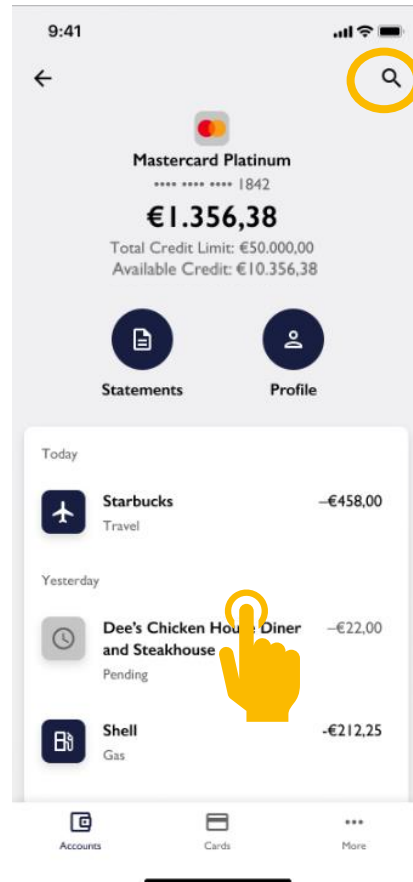 9:41
Mastercard Platinum
•••• •••• •••• 1842
€1.356,38
Total Credit Limit: €50.000,00
Available Credit: €10.356,38
Statements Profile
Today
Starbucks –€458,00
Travel
Yesterday
Dee's Chicken House Diner –€22,00
and Steakhouse
Pending
Shell -€212,25
Gas
Accounts Cards More